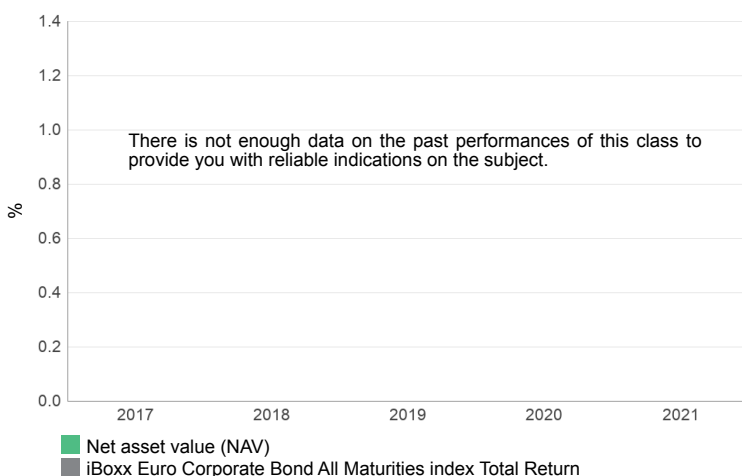 1.4
1.2
1.0
There is not enough data on the past performances of this class to
provide you with reliable indications on the subject.
0.8
%
0.6
0.4
0.2
0.0
2017 2018 2019 2020 2021
Net asset value (NAV)
iBoxx Euro Corporate Bond All Maturities index Total Return